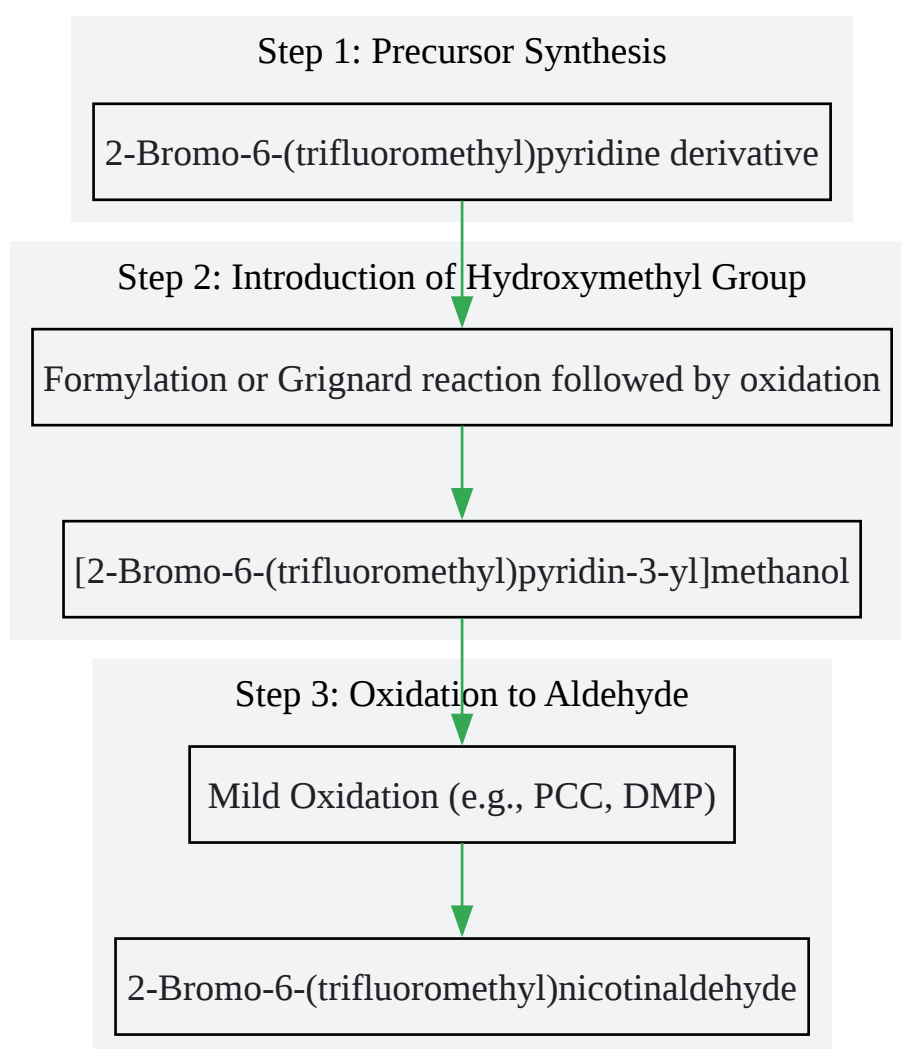 Step 1: Precursor Synthesis
2-Bromo-6-(trifluoromethyl)pyridine derivative
Step 2: Introduction of Hydroxymethyl Group
Formylation or Grignard reaction followed by oxidation
[2-Bromo-6-(trifluoromethyl)pyridin-3-yl]methanol
Step 3: Oxidation to Aldehyde
Mild Oxidation (e.g., PCC, DMP)
2-Bromo-6-(trifluoromethyl)nicotinaldehyde